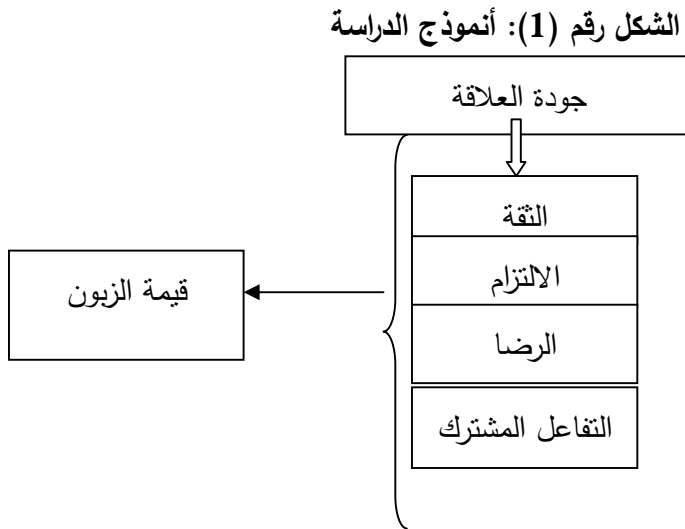 الشكل رقم (1): أنموذج الدراسة
جودة العلاقة
الثقة
الالتزام
الرضا
التفاعل المشترك
قيمة الزبون